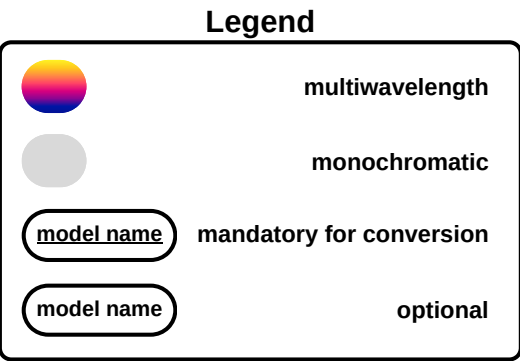 Legend
multiwavelength
monochromatic
model name mandatory for conversion
model name optional